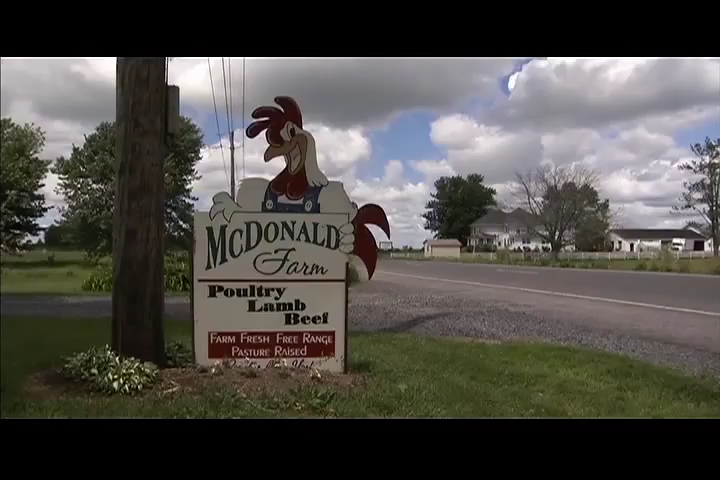 McDonald
Farm
Poultry
Lamb
Beef
Farm Fresh Free Range
Pasture Raised